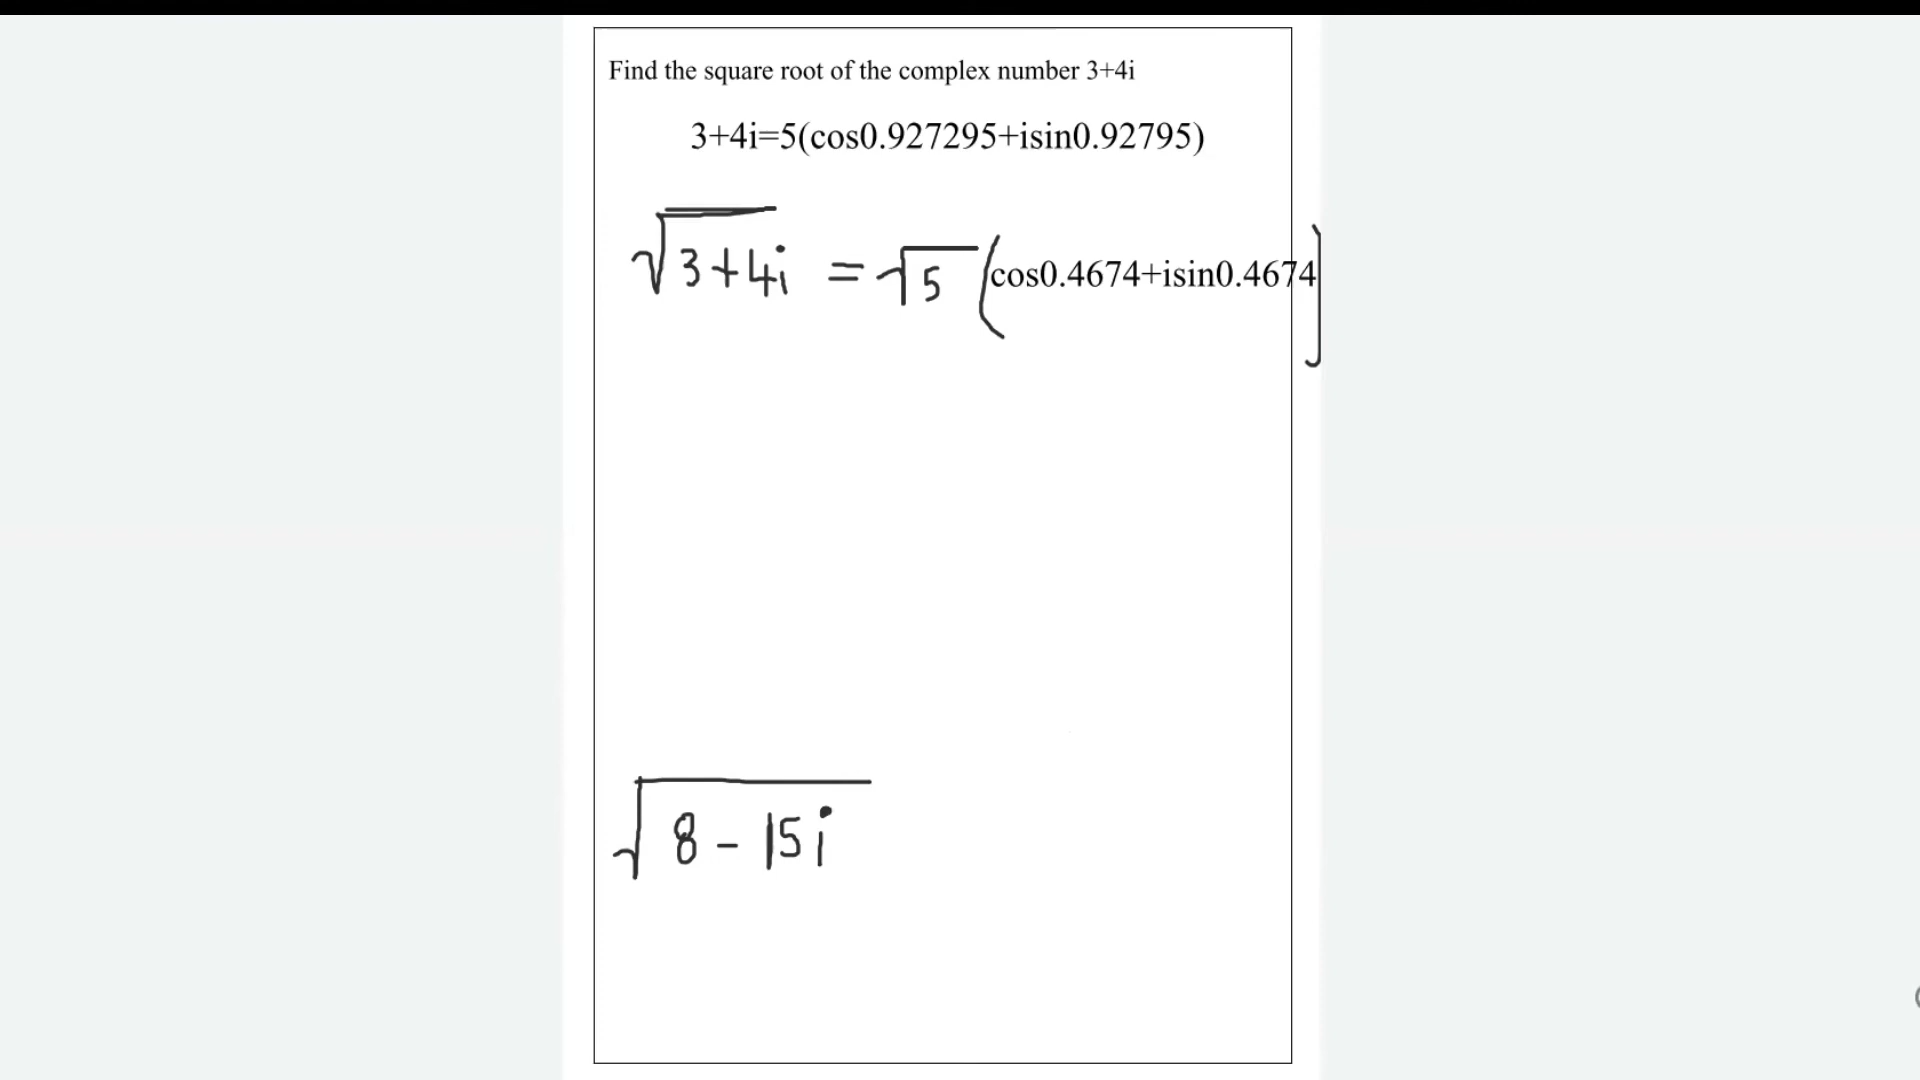 Find the square root of the complex number 3+4i
3+4i=5(cos0.927295+isin0.92795)
√3+4i = √5 (cos0.4674+isin0.4674)
√8-15i